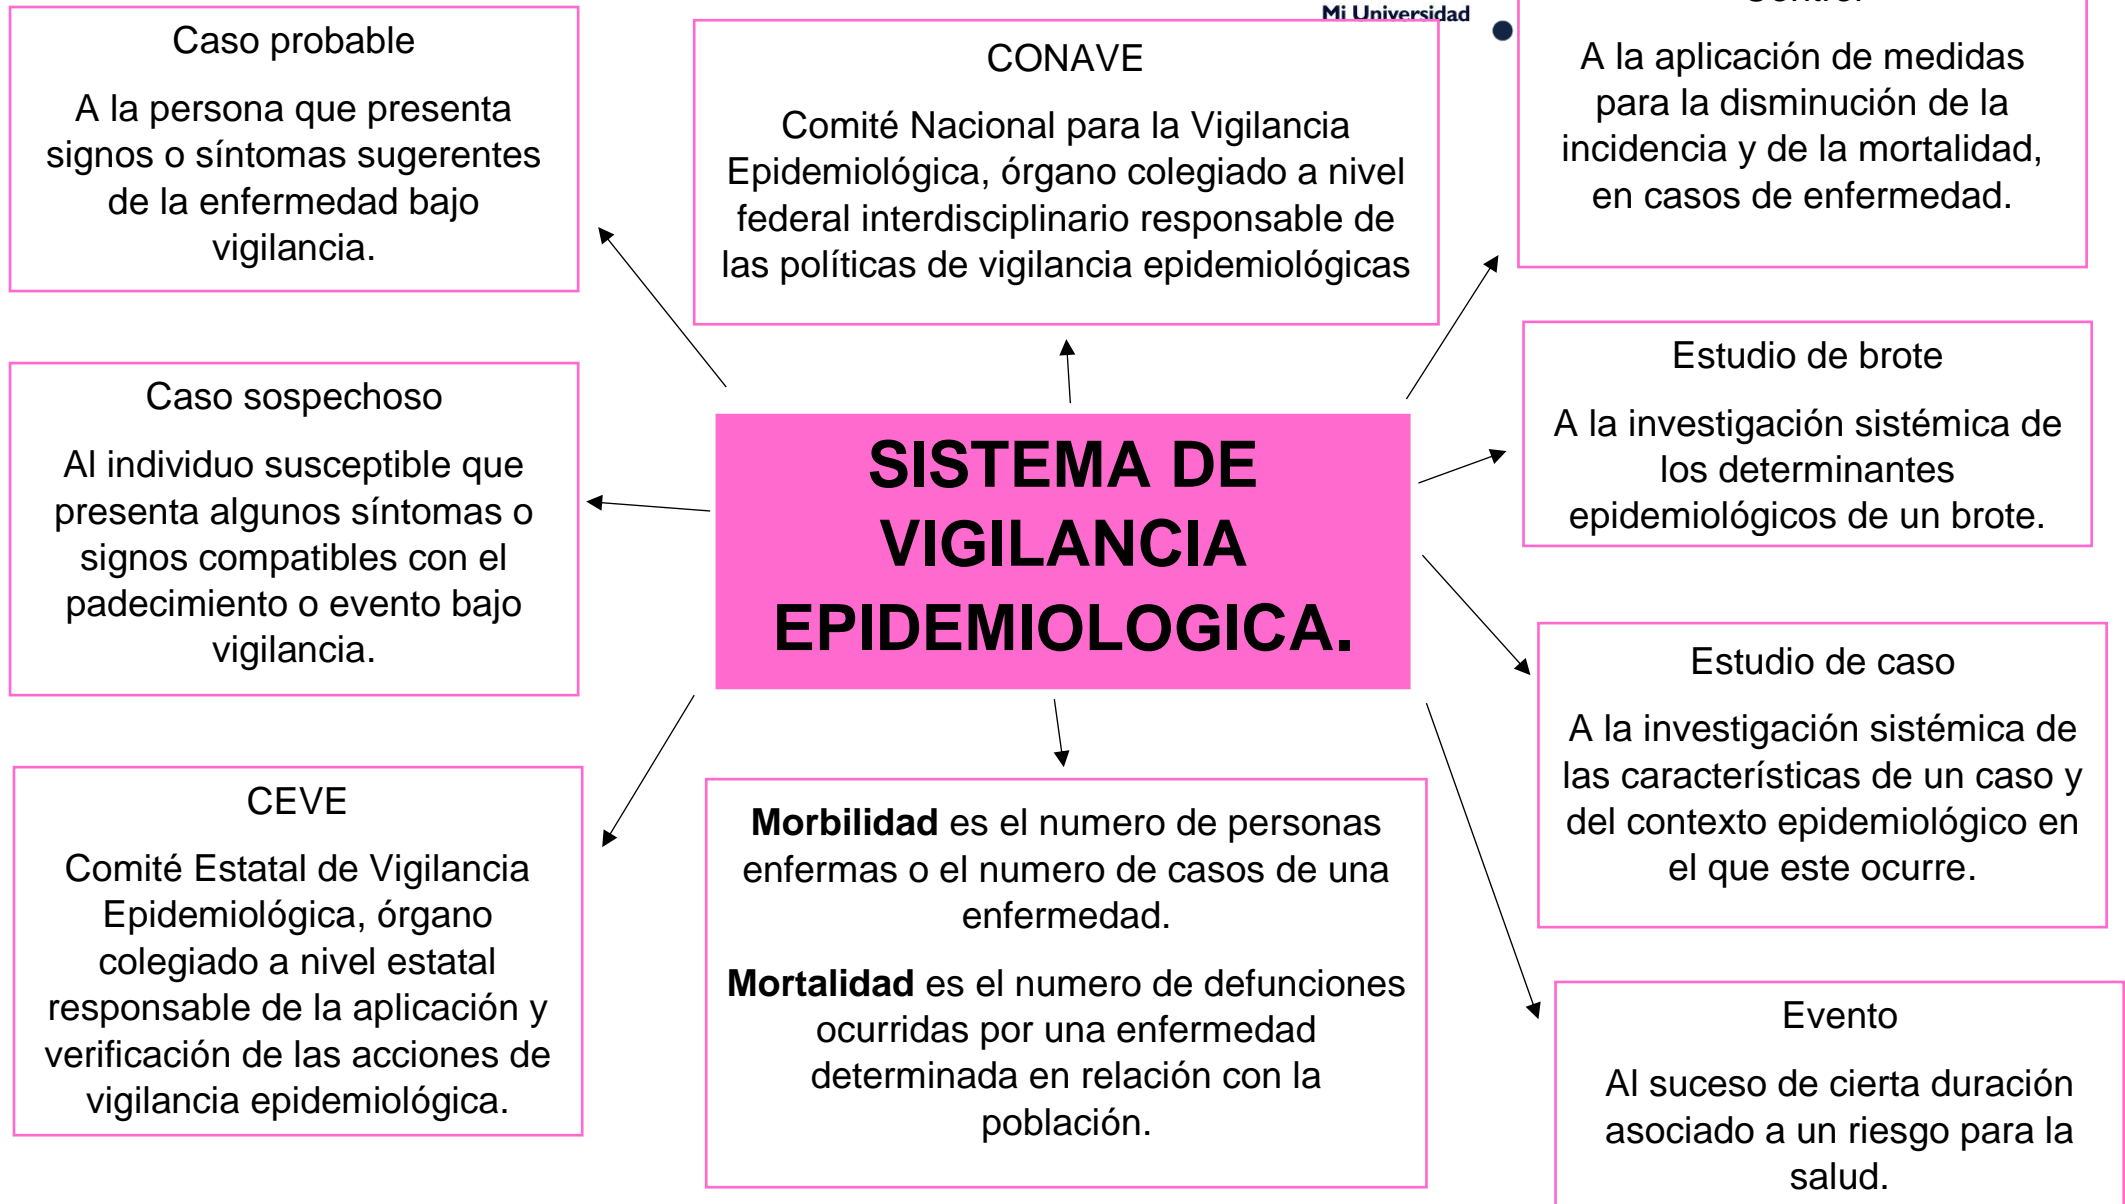 Mi Universidad
Caso probable
A la persona que presenta
signos o síntomas sugerentes
de la enfermedad bajo
vigilancia.
CONAVE
Comité Nacional para la Vigilancia
Epidemiológica, órgano colegiado a nivel
federal interdisciplinario responsable de
las políticas de vigilancia epidemiológicas
A la aplicación de medidas
para la disminución de la
incidencia y de la mortalidad,
en casos de enfermedad.
Caso sospechoso
Al individuo susceptible que
presenta algunos síntomas o
signos compatibles con el
padecimiento o evento bajo
vigilancia.
SISTEMA DE
VIGILANCIA
EPIDEMIOLOGICA.
Estudio de brote
A la investigación sistémica de
los determinantes
epidemiológicos de un brote.
Estudio de caso
A la investigación sistémica de
las características de un caso y
del contexto epidemiológico en
el que este ocurre.
CEVE
Comité Estatal de Vigilancia
Epidemiológica, órgano
colegiado a nivel estatal
responsable de la aplicación y
verificación de las acciones de
vigilancia epidemiológica.
Morbilidad es el numero de personas
enfermas o el numero de casos de una
enfermedad.
Mortalidad es el numero de defunciones
ocurridas por una enfermedad
determinada en relación con la
población.
Evento
Al suceso de cierta duración
asociado a un riesgo para la
salud.